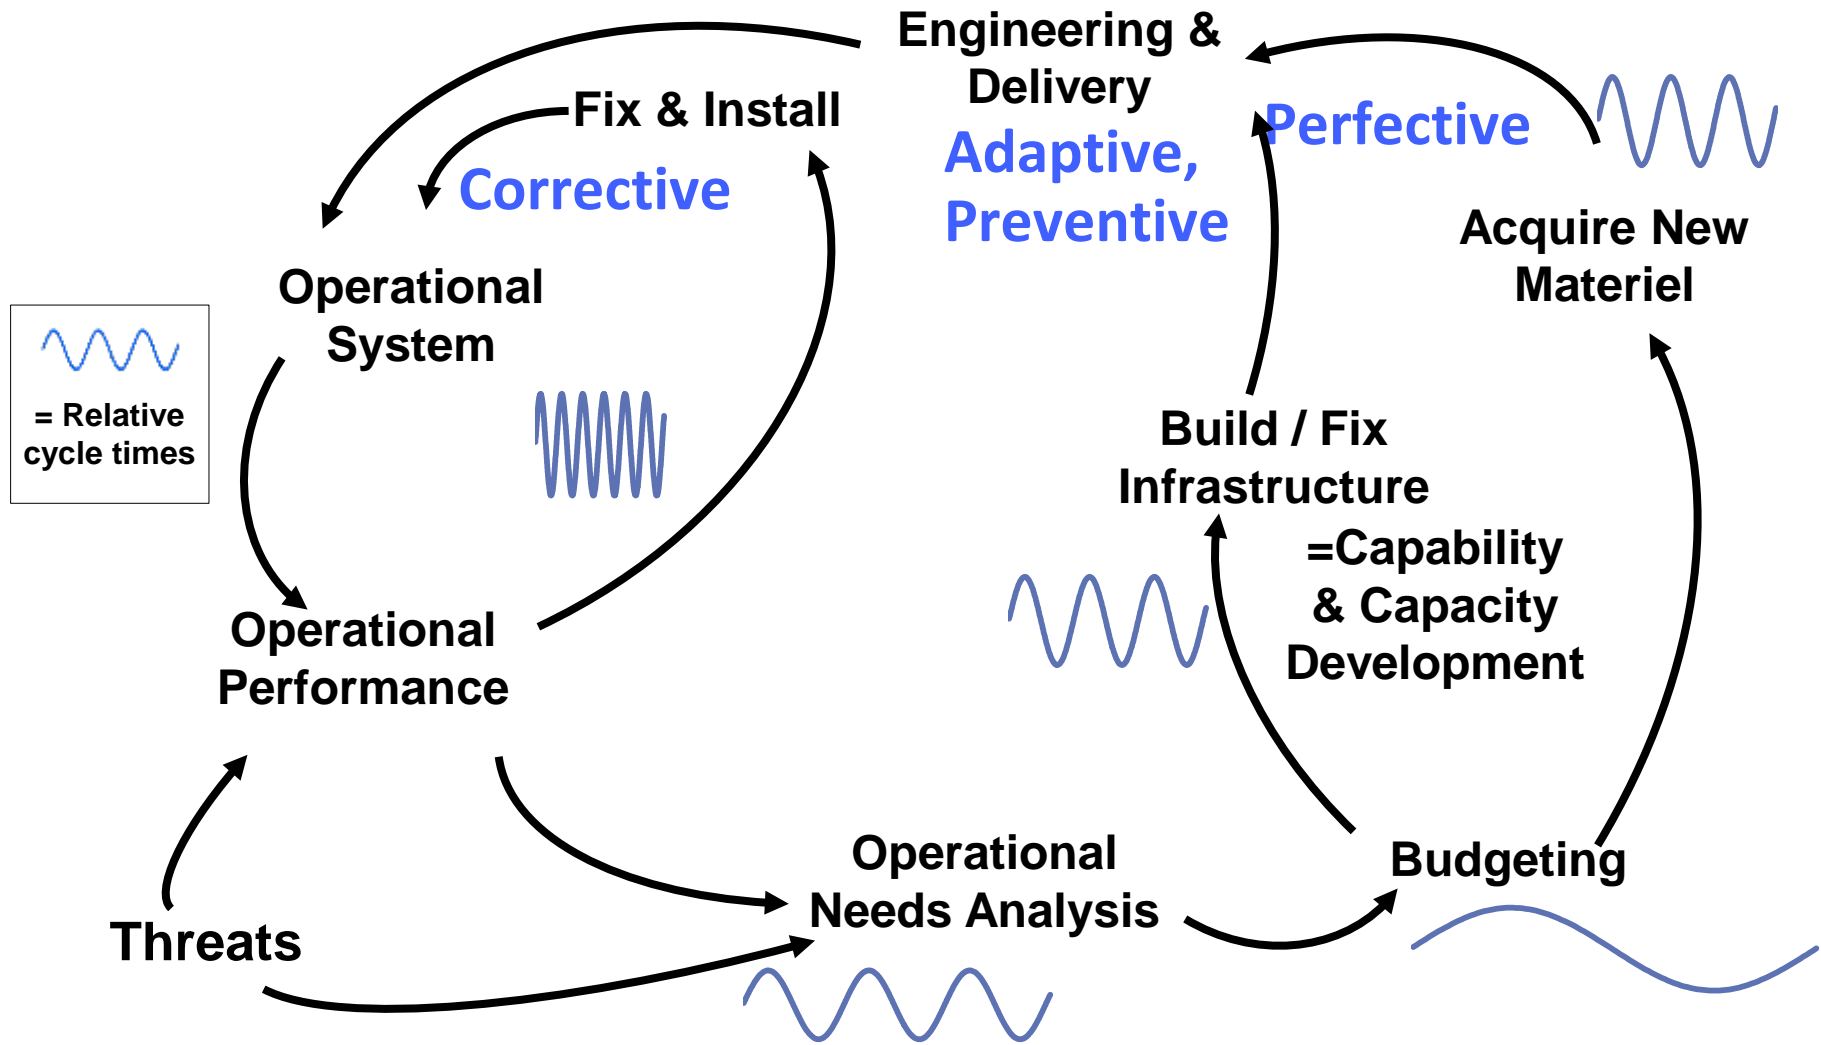 Engineering &
Delivery
Fix & Install
Perfective
Adaptive,
Preventive
Corrective
Acquire New
Materiel
Operational
System
= Relative
cycle times
Build / Fix
Infrastructure
=Capability
& Capacity
Development
Operational
Performance
Operational
Needs Analysis
Budgeting
Threats